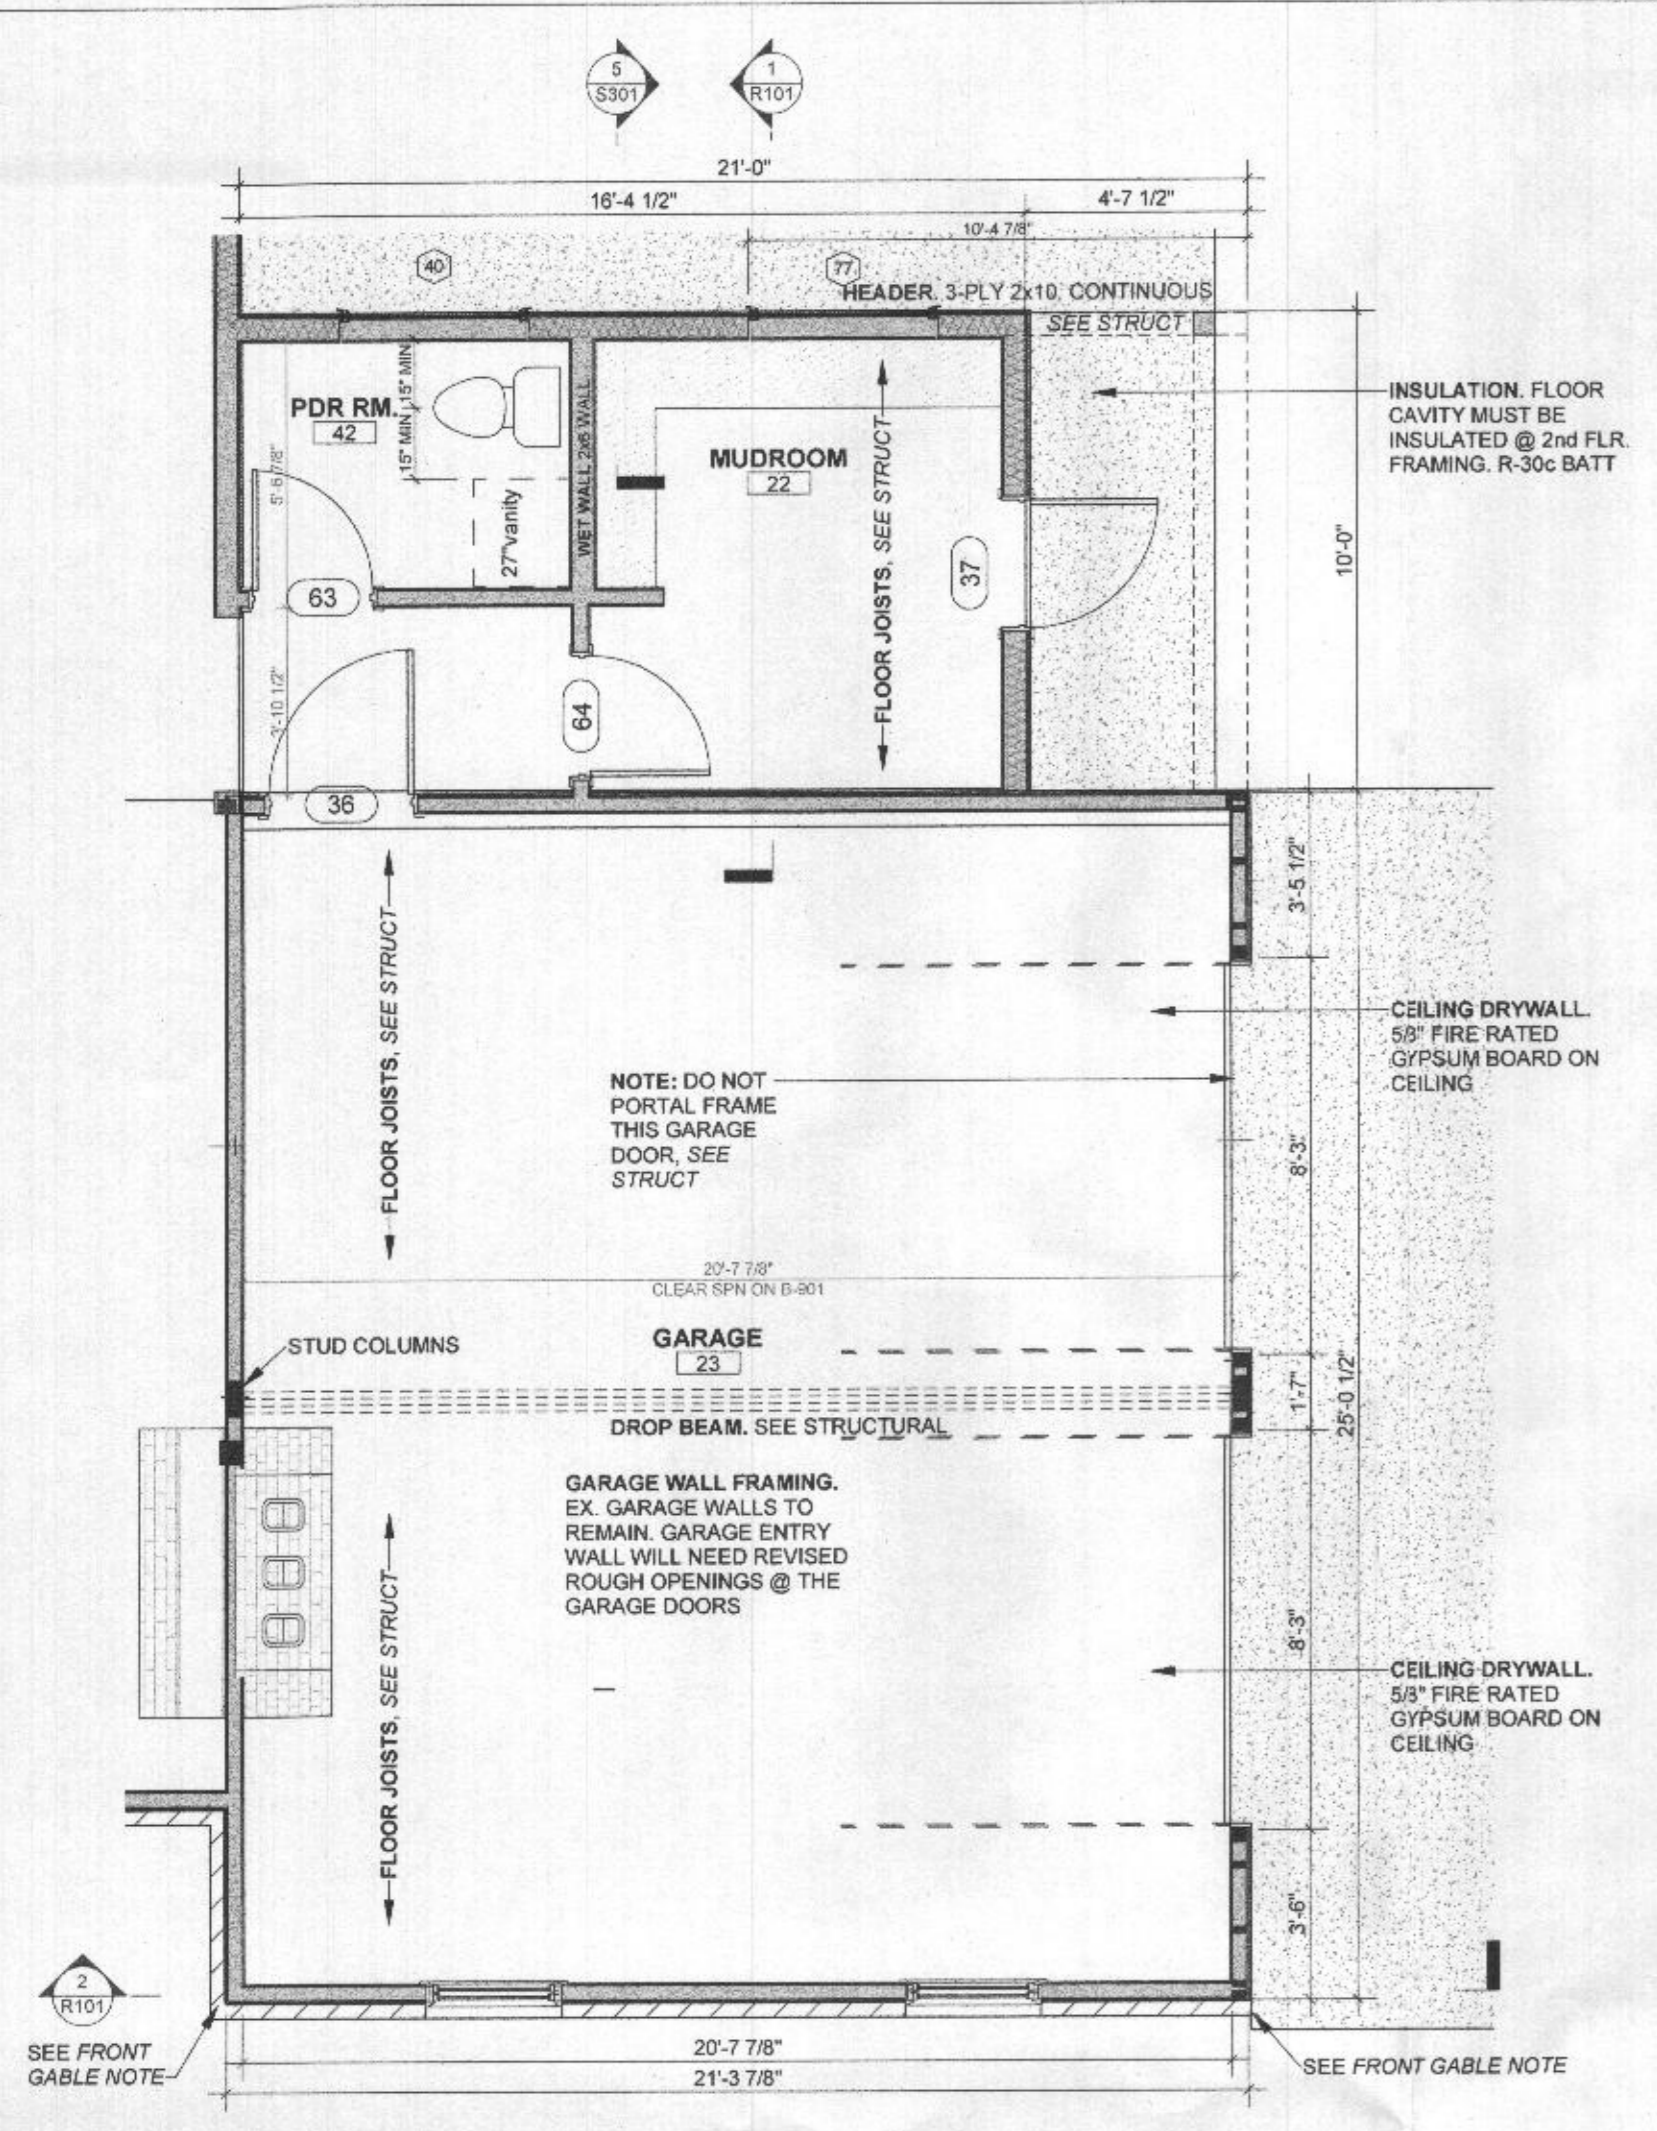 5
S301
1
R101
21'-0"
16'-4 1/2"
4'-7 1/2"
10'-4 7/8"
40
77
HEADER. 3-PLY 2x10. CONTINUOUS
SEE STRUCT
INSULATION. FLOOR
CAVITY MUST BE
INSULATED @ 2nd FLR.
FRAMING. R-30c BATT
PDR RM.
42
15" MIN
15" MIN
5' 6 7/8"
27"vanity
WET WALL 2x6 WALL
MUDROOM
22
FLOOR JOISTS, SEE STRUCT
37
10'-0"
63
3'-10 1/2"
64
36
3'-5 1/2"
FLOOR JOISTS, SEE STRUCT
CEILING DRYWALL.
5/8" FIRE RATED
GYPSUM BOARD ON
CEILING
NOTE: DO NOT
PORTAL FRAME
THIS GARAGE
DOOR, SEE
STRUCT
8'-3"
20'-7 7/8"
CLEAR SPN ON B-901
STUD COLUMNS
GARAGE
23
1'-7"
25'-0 1/2"
DROP BEAM. SEE STRUCTURAL
GARAGE WALL FRAMING.
EX. GARAGE WALLS TO
REMAIN. GARAGE ENTRY
WALL WILL NEED REVISED
ROUGH OPENINGS @ THE
GARAGE DOORS
FLOOR JOISTS, SEE STRUCT
8'-3"
CEILING DRYWALL.
5/8" FIRE RATED
GYPSUM BOARD ON
CEILING
3'-6"
2
R101
SEE FRONT
GABLE NOTE
20'-7 7/8"
21'-3 7/8"
SEE FRONT GABLE NOTE